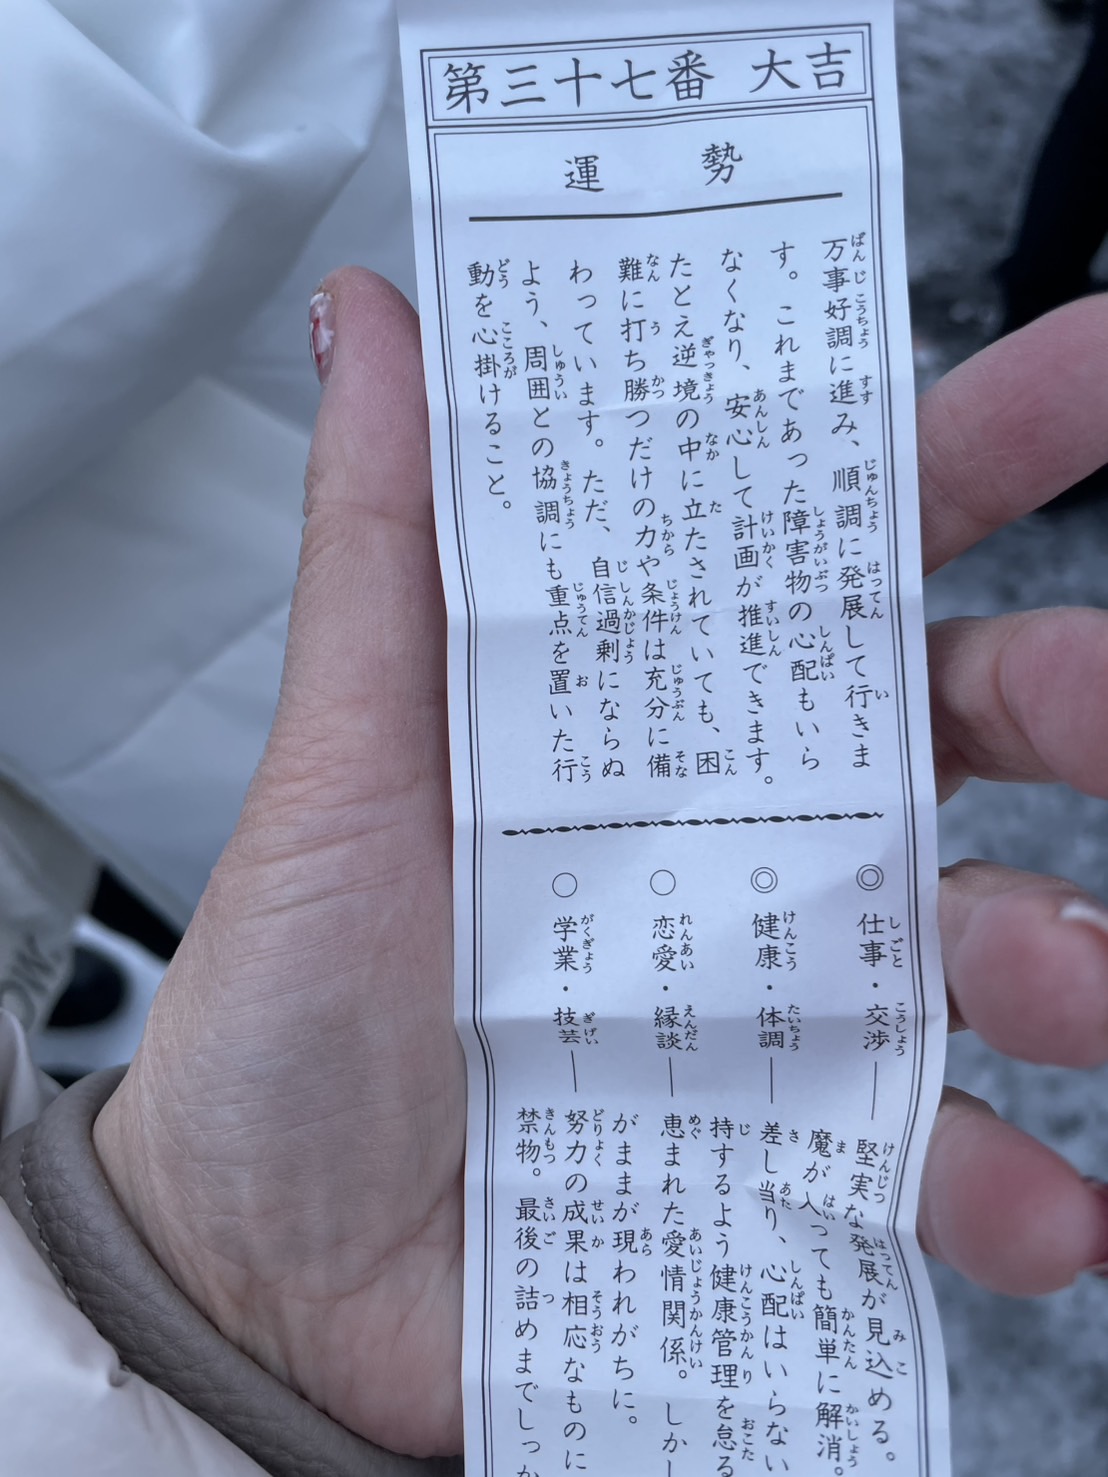 第三十七番 大吉
運勢
万事好調に進み、順調に発展して行きま
す。これまであった障害物の心配もいら
なくなり、安心して計画が推進できます。
たとえ逆境の中に立たされていても、困
難に打ち勝つだけの力や条件は充分に備
わっています。ただ、自信過剰にならぬ
よう、周囲との協調にも重点を置いた行
動を心掛けること。
◎仕事・交渉―堅実な発展が見込める。
魔が入っても簡単に解消。
◎健康・体調―差し当り、心配はいらない
持するよう健康管理を怠る
○恋愛・縁談―恵まれた愛情関係。しかし
がままが現われがちに。
○学業・技芸―努力の成果は相応なものに
禁物。最後の詰めまでしっか
OW.